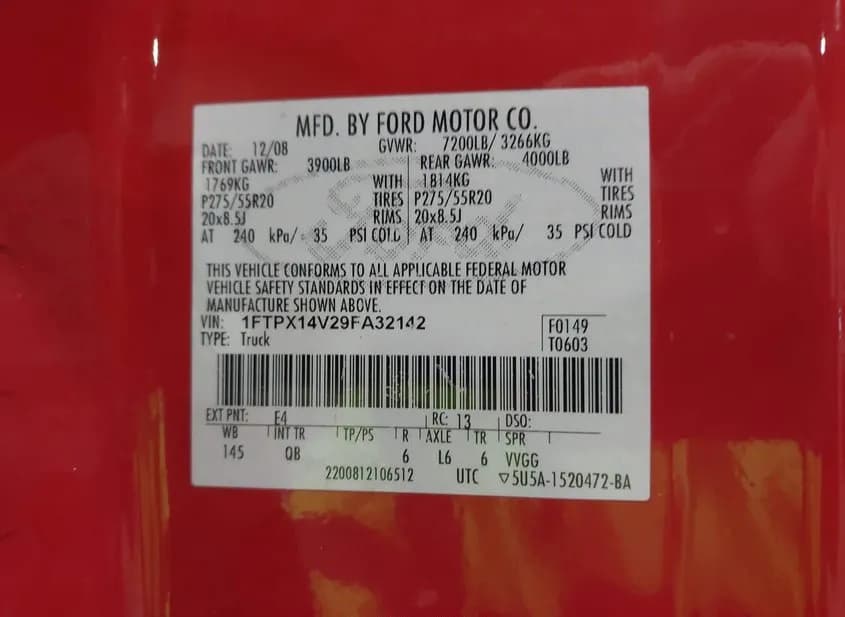 MFD. BY FORD MOTOR CO.
DATE: 12/08 GVWR: 7200LB/ 3266KG
FRONT GAWR: 3900LB REAR GAWR: 4000LB
1769KG WITH 1814KG WITH
P275/55R20 TIRES P275/55R20 TIRES
20x8.5J RIMS 20x8.5J RIMS
AT 240 kPa/ 35 PSI COLD AT 240 kPa/ 35 PSI COLD
THIS VEHICLE CONFORMS TO ALL APPLICABLE FEDERAL MOTOR
VEHICLE SAFETY STANDARDS IN EFFECT ON THE DATE OF
MANUFACTURE SHOWN ABOVE.
VIN: 1FTPX14V29FA32142
TYPE: Truck
F0149
T0603
EXT PNT: E4 RC: 13 DSO:
WB INT TR TP/PS R AXLE TR SPR
145 QB 6 L6 6 VVGG
2200812106512 UTC ▽5U5A-1520472-BA